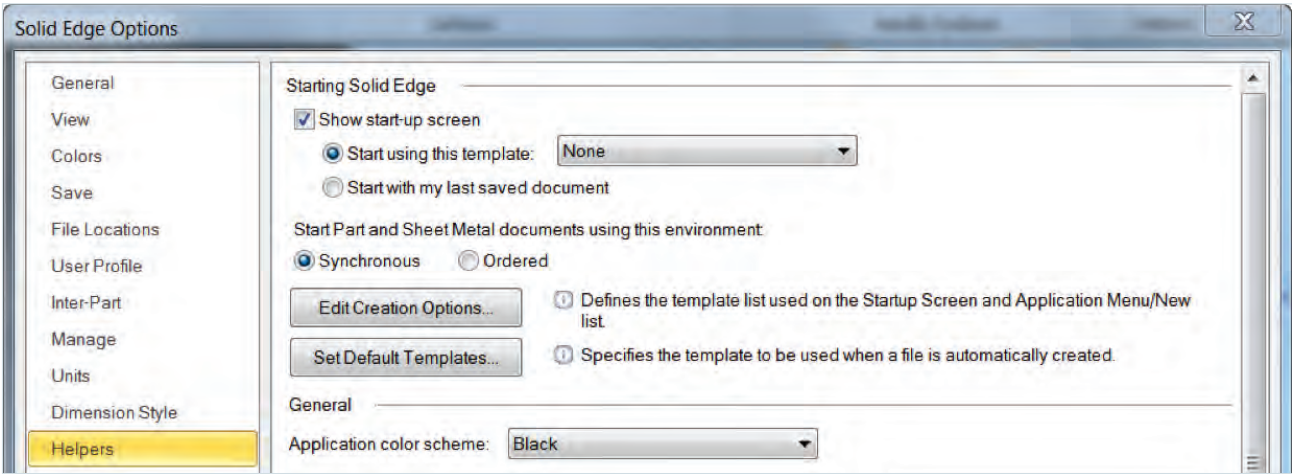 Solid Edge Options
General
View
Colors
Save
File Locations
User Profile
Inter-Part
Manage
Units
Dimension Style
Helpers
Starting Solid Edge
Show start-up screen
Start using this template: None
Start with my last saved document
Start Part and Sheet Metal documents using this environment:
Synchronous Ordered
Edit Creation Options...
Defines the template list used on the Startup Screen and Application Menu/New
list.
Set Default Templates...
Specifies the template to be used when a file is automatically created.
General
Application color scheme: Black